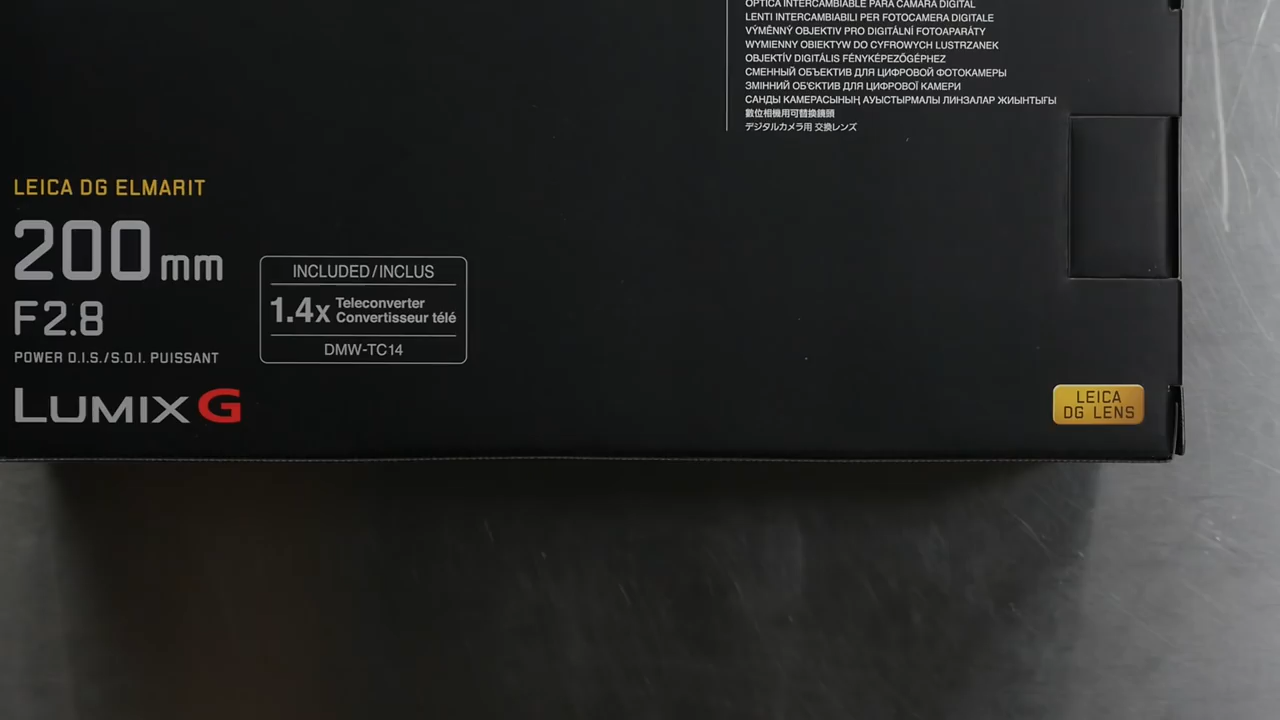 ÓPTICA INTERCAMBIABLE PARA CÁMARA DIGITAL
LENTI INTERCAMBIABILI PER FOTOCAMERA DIGITALE
VÝMĚNNÝ OBJEKTIV PRO DIGITÁLNÍ FOTOAPARÁTY
WYMIENNY OBIEKTYW DO CYFROWYCH LUSTRZANEK
OBJEKTÍV DIGITÁLIS FÉNYKÉPEZŐGÉPHEZ
СМЕННЫЙ ОБЪЕКТИВ ДЛЯ ЦИФРОВОЙ ФОТОКАМЕРЫ
ЗМІННИЙ ОБ'ЄКТИВ ДЛЯ ЦИФРОВОЇ КАМЕРИ
САНДЫ КАМЕРАСЫНЫҢ АУЫСТЫРМАЛЫ ЛИНЗАЛАР ЖИЫНТЫҒЫ
數位相機用可替換鏡頭
デジタルカメラ用 交換レンズ
LEICA DG ELMARIT
200mm
F2.8
POWER O.I.S./S.O.I. PUISSANT
LUMIX G
INCLUDED/INCLUS
1.4x Teleconverter
Convertisseur télé
DMW-TC14
LEICA
DG LENS